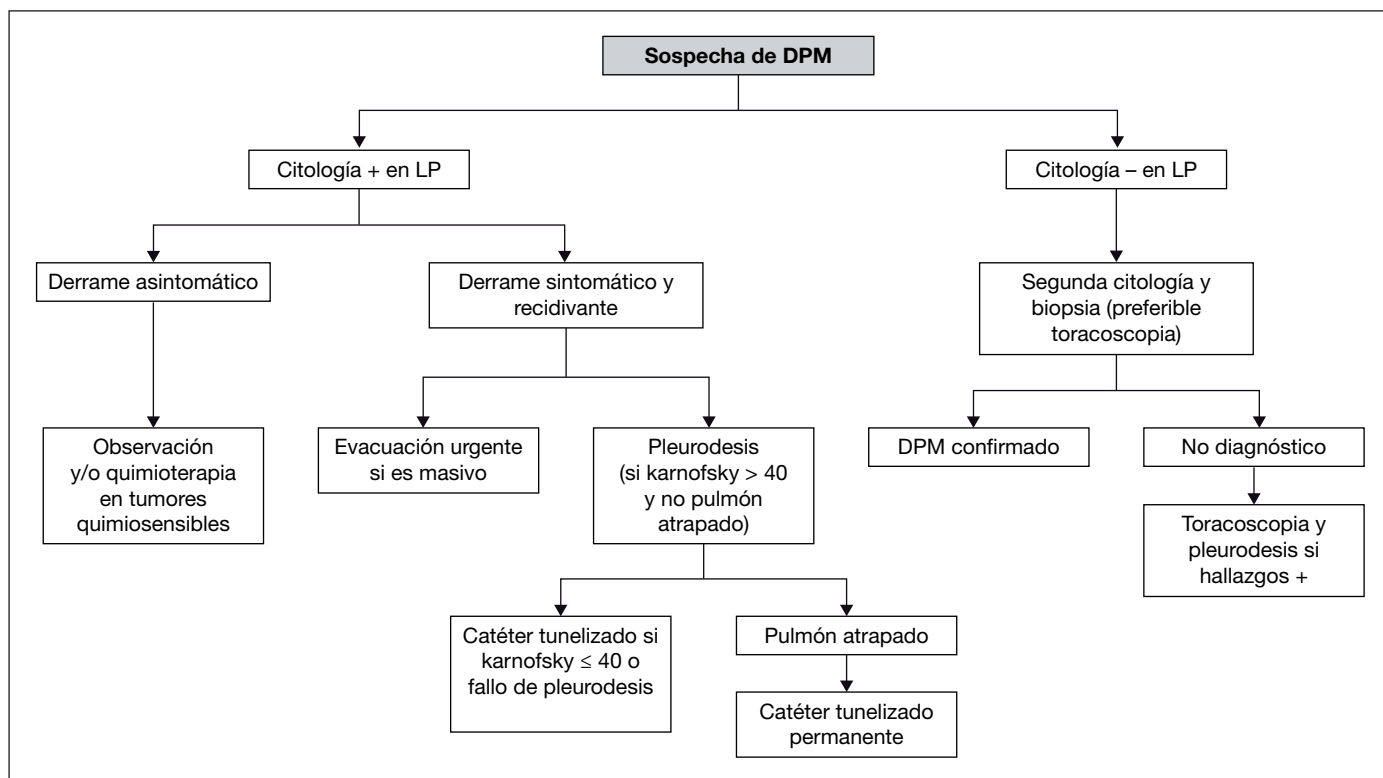 Sospecha de DPM
Citología + en LP
Citología – en LP
Derrame asintomático
Derrame sintomático y
recidivante
Segunda citología y
biopsia (preferible
toracoscopia)
Observación
y/o quimioterapia
en tumores
quimiosensibles
Evacuación urgente
si es masivo
Pleurodesis
(si karnofsky > 40
y no pulmón
atrapado)
DPM confirmado
No diagnóstico
Toracoscopia y
pleurodesis si
hallazgos +
Catéter tunelizado si
karnofsky ≤ 40 o
fallo de pleurodesis
Pulmón atrapado
Catéter tunelizado
permanente